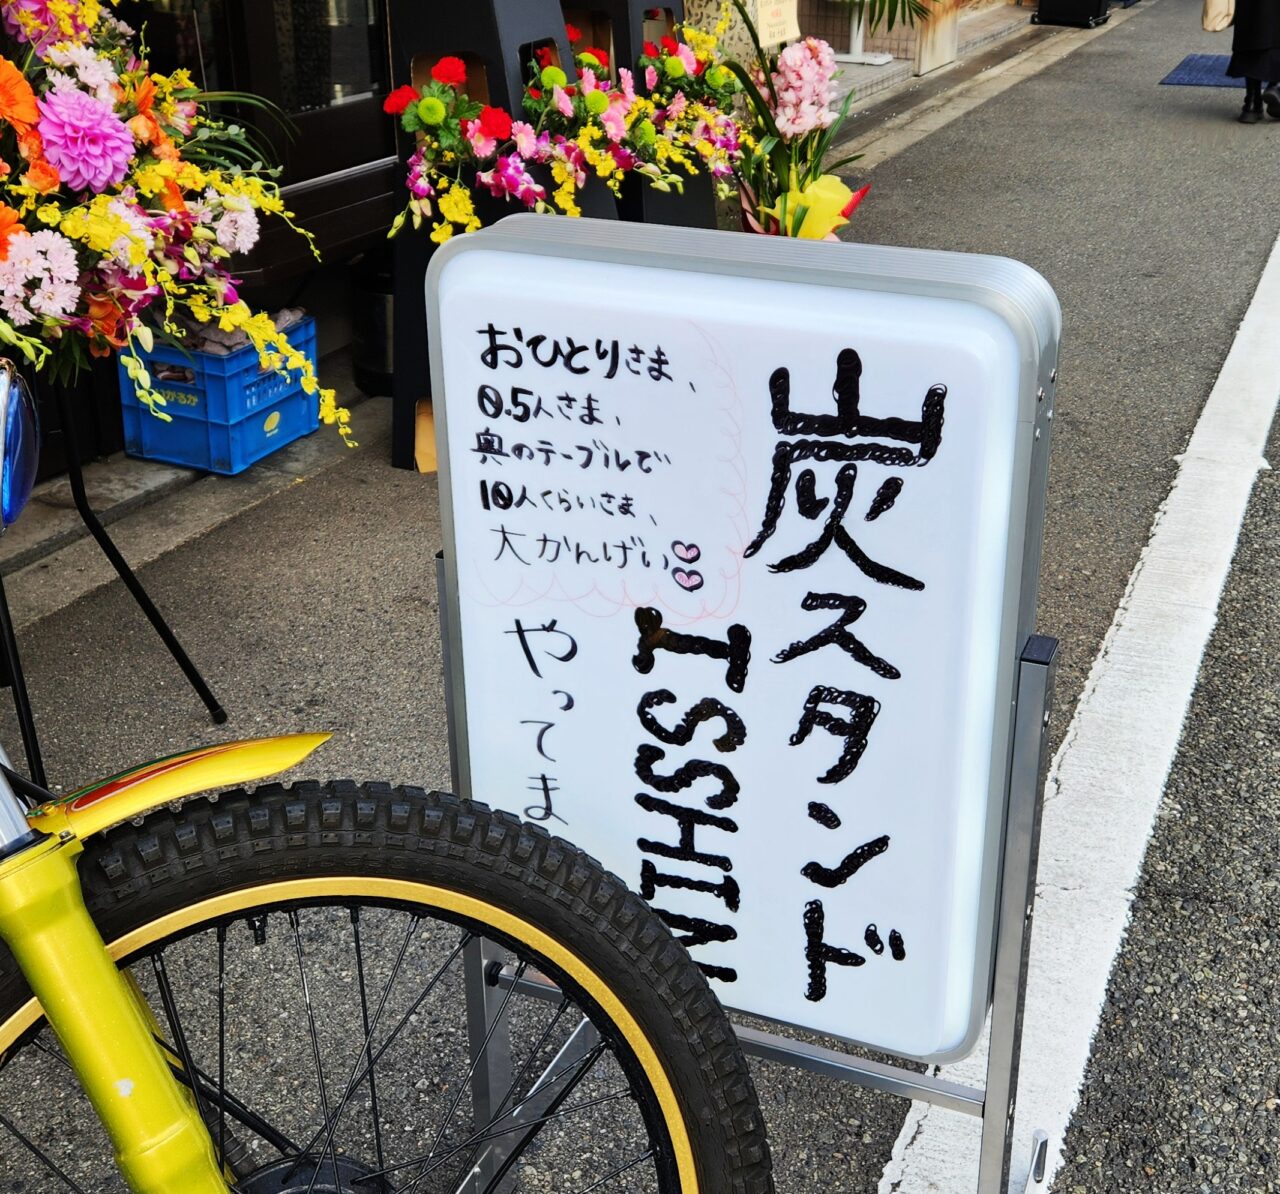 炭スタンド
ISSHIN
おひとりさま、
0.5人さま、
奥のテーブルで
10人くらいさま、
大かんげい
やってま